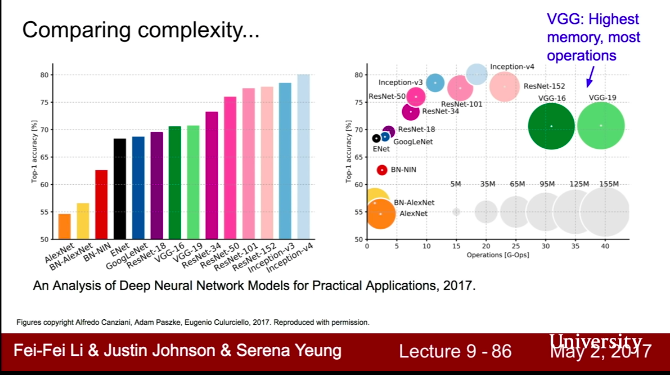 Comparing complexity...
VGG: Highest
memory, most
operations
Top-1 accuracy [%]
80
75
70
65
60
55
50
AlexNet
BN-AlexNet
BN-NIN
ENet
GoogLeNet
ResNet-18
VGG-16
VGG-19
ResNet-34
ResNet-50
ResNet-101
ResNet-152
Inception-v3
Inception-v4
Top-1 accuracy [%]
80
75
70
65
60
55
50
Inception-v4
Inception-v3
ResNet-152
ResNet-50
ResNet-101
VGG-16
VGG-19
ResNet-34
ResNet-18
GoogLeNet
ENet
BN-NIN
5M
35M
65M
95M
125M
155M
BN-AlexNet
AlexNet
0
5
10
15
20
25
30
35
40
Operations [G-Ops]
An Analysis of Deep Neural Network Models for Practical Applications, 2017.
Figures copyright Alfredo Canziani, Adam Paszke, Eugenio Culurciello, 2017. Reproduced with permission.
University
Fei-Fei Li & Justin Johnson & Serena Yeung
Lecture 9 - 86
May 2, 2017